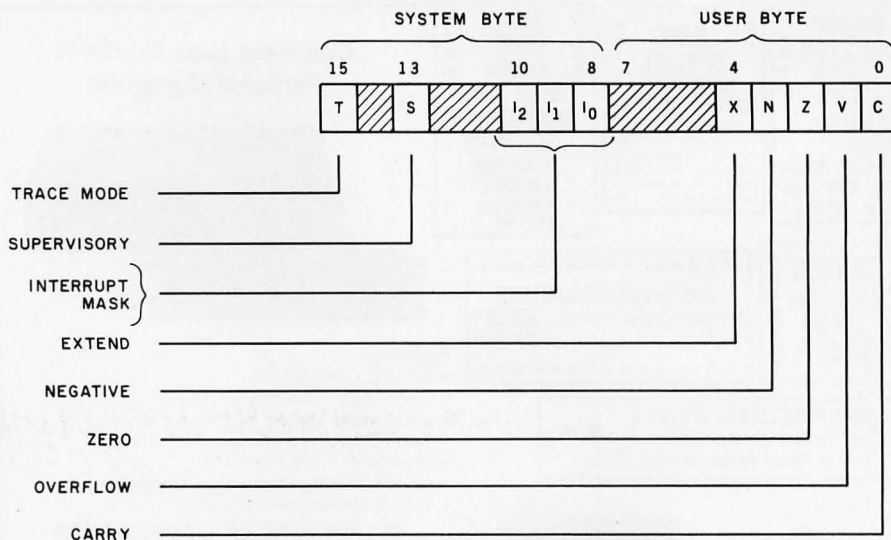 SYSTEM BYTE USER BYTE
15 13 10 8 7 4 0
T S I2 I1 I0 X N Z V C
TRACE MODE
SUPERVISORY
INTERRUPT
MASK
EXTEND
NEGATIVE
ZERO
OVERFLOW
CARRY